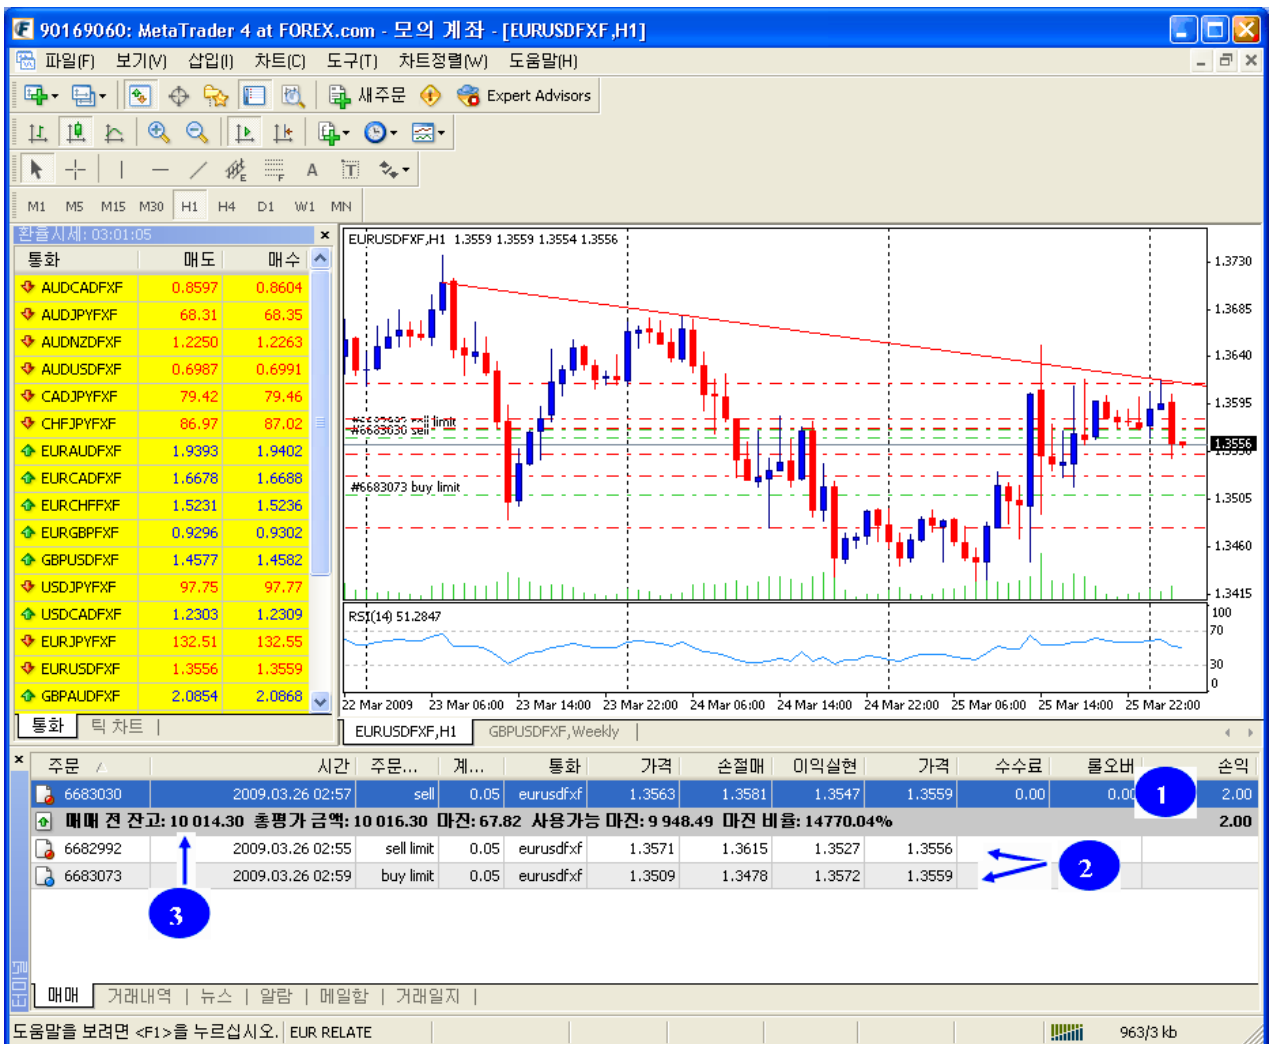 90169060: MetaTrader 4 at FOREX.com - 모의 계좌 - [EURUSDFXF,H1]
파일(F) 보기(V) 삽입(I) 차트(C) 도구(T) 차트정렬(W) 도움말(H)
새주문 Expert Advisors
E F A T
M1 M5 M15 M30 H1 H4 D1 W1 MN
환율시세: 03:01:05
통화 매도 매수
AUDCADFXF 0.8597 0.8604
AUDJPYFXF 68.31 68.35
AUDNZDFXF 1.2250 1.2263
AUDUSDFXF 0.6987 0.6991
CADJPYFXF 79.42 79.46
CHFJPYFXF 86.97 87.02
EURAUDFXF 1.9393 1.9402
EURCADFXF 1.6678 1.6688
EURCHFFXF 1.5231 1.5236
EURGBPFXF 0.9296 0.9302
GBPUSDFXF 1.4577 1.4582
USDJPYFXF 97.75 97.77
USDCADFXF 1.2303 1.2309
EURJPYFXF 132.51 132.55
EURUSDFXF 1.3556 1.3559
GBPAUDFXF 2.0854 2.0868
통화 틱 차트
EURUSDFXF,H1 1.3559 1.3559 1.3554 1.3556
1.3730
1.3685
1.3640
1.3595
limit
#6683030 sell
1.3556
#6683073 buy limit
1.3505
1.3460
1.3415
RSI(14) 51.2847
100
70
30
0
22 Mar 2009 23 Mar 06:00 23 Mar 14:00 23 Mar 22:00 24 Mar 06:00 24 Mar 14:00 24 Mar 22:00 25 Mar 06:00 25 Mar 14:00 25 Mar 22:00
EURUSDFXF,H1 GBPUSDFXF,Weekly
주문 시간 주문... 계... 통화 가격 손절매 이익실현 가격 수수료 롤오버 손익
6683030 2009.03.26 02:57 sell 0.05 eurusdfxf 1.3563 1.3581 1.3547 1.3559 0.00 0.00 1 2.00
매매 전 잔고: 10 014.30 총평가 금액: 10 016.30 마진: 67.82 사용가능 마진: 9 948.49 마진 비율: 14770.04% 2.00
6682992 2009.03.26 02:55 sell limit 0.05 eurusdfxf 1.3571 1.3615 1.3527 1.3556
6683073 2009.03.26 02:59 buy limit 0.05 eurusdfxf 1.3509 1.3478 1.3572 1.3559
2
3
터미널
매매 거래내역 뉴스 알람 메일함 거래일지
도움말을 보려면 <F1>을 누르십시오. EUR RELATE 963/3 kb